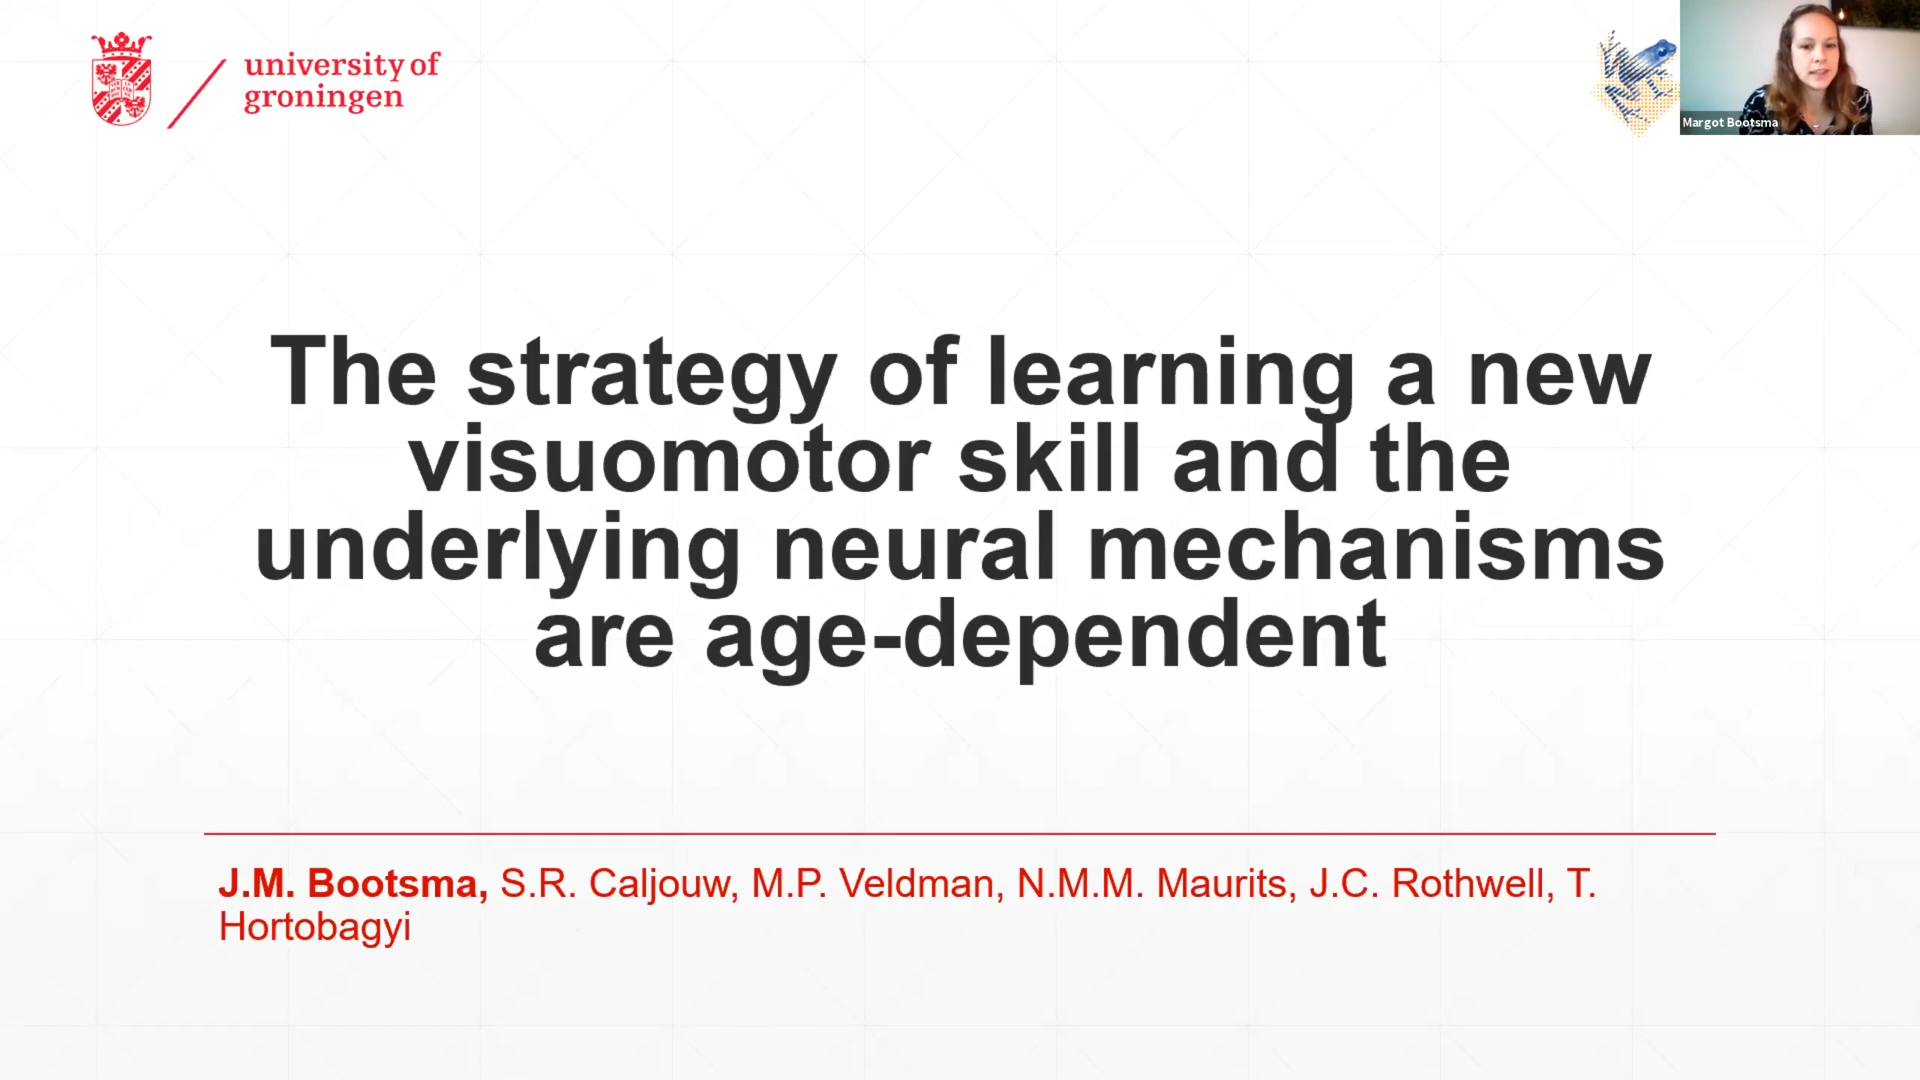 university of
groningen
Margot Bootsma
The strategy of learning a new
visuomotor skill and the
underlying neural mechanisms
are age-dependent
J.M. Bootsma, S.R. Caljouw, M.P. Veldman, N.M.M. Maurits, J.C. Rothwell, T.
Hortobagyi